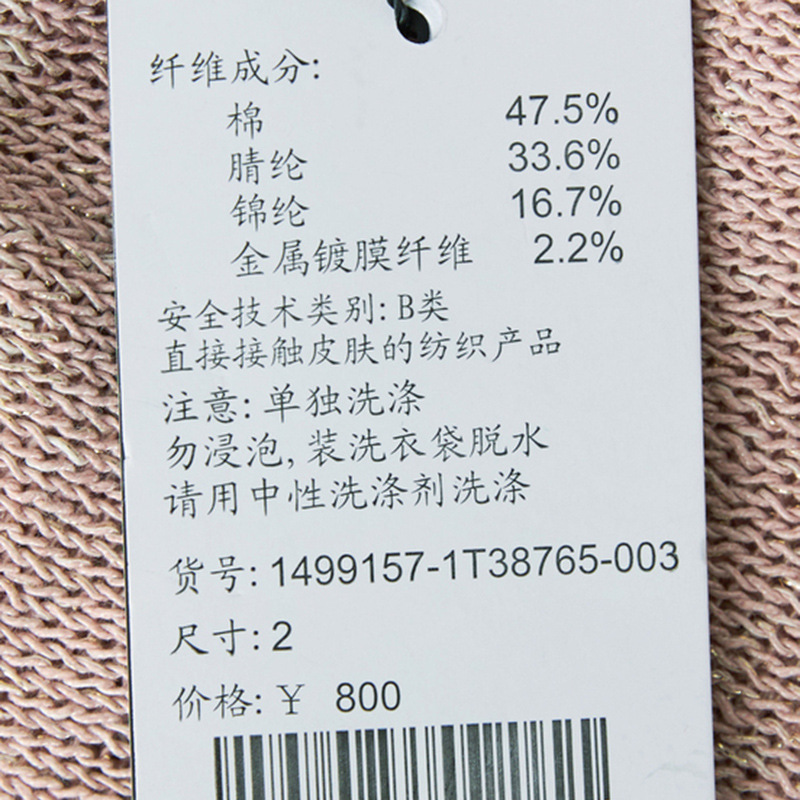 纤维成分:
棉 47.5%
腈纶 33.6%
锦纶 16.7%
金属镀膜纤维 2.2%
安全技术类别: B类
直接接触皮肤的纺织产品
注意: 单独洗涤
勿浸泡, 装洗衣袋脱水
请用中性洗涤剂洗涤
货号: 1499157-1T38765-003
尺寸: 2
价格: ¥ 800